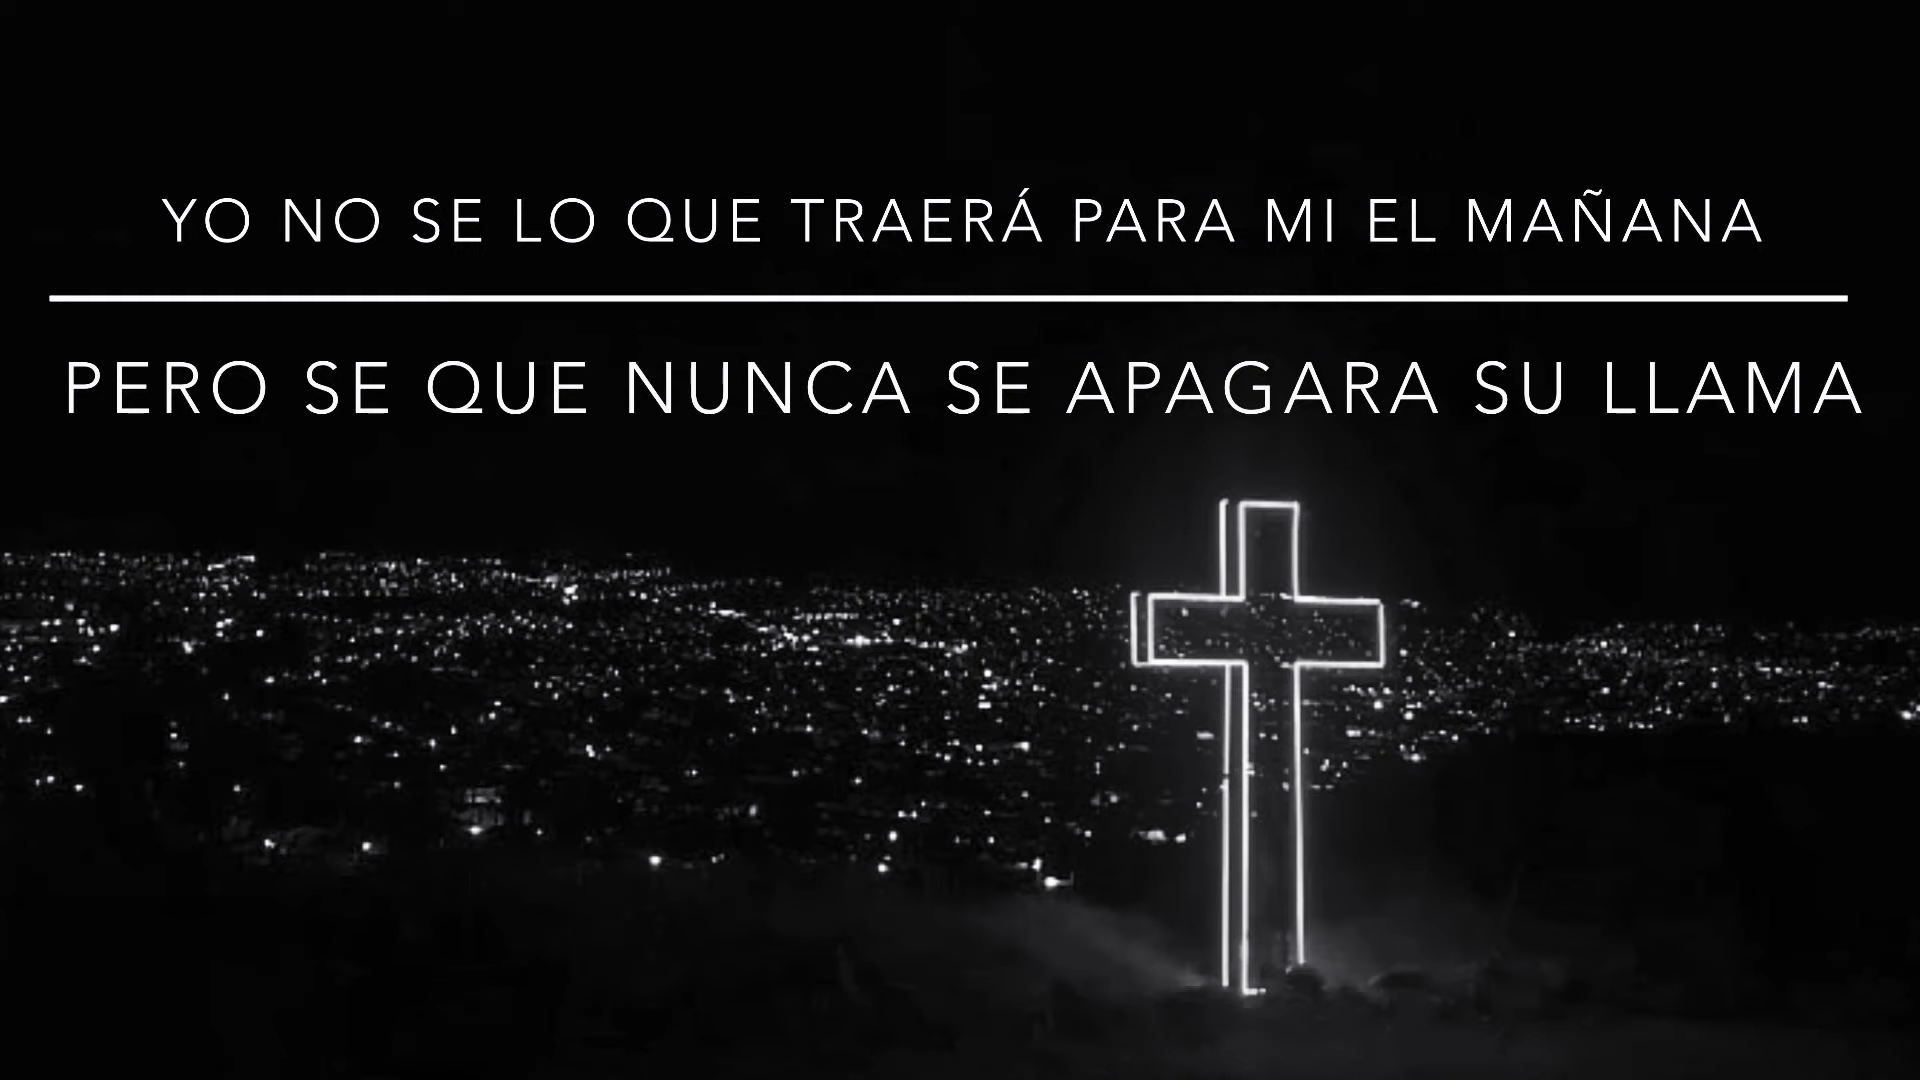 YO NO SE LO QUE TRAERÁ PARA MI EL MAÑANA
PERO SE QUE NUNCA SE APAGARA SU LLAMA